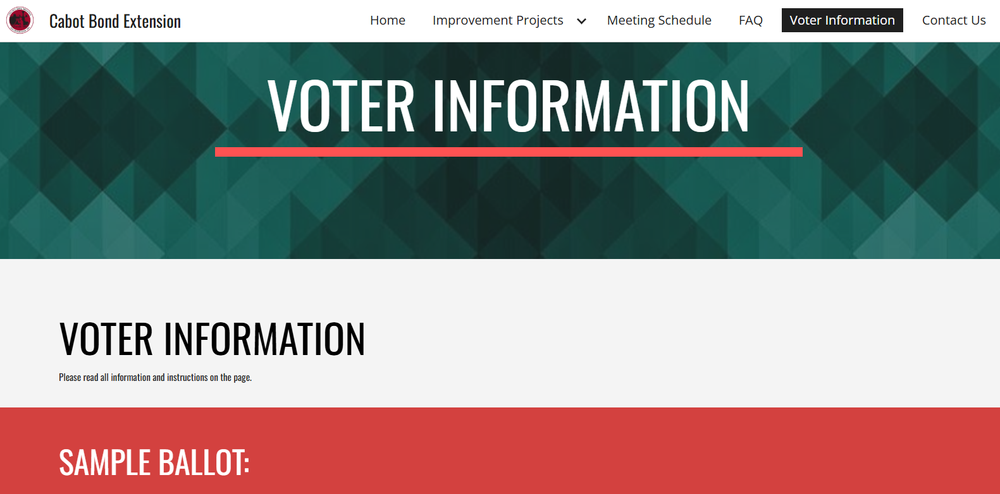 Cabot Bond Extension
Home Improvement Projects Meeting Schedule FAQ Voter Information Contact Us
VOTER INFORMATION
VOTER INFORMATION
Please read all information and instructions on the page.
SAMPLE BALLOT: